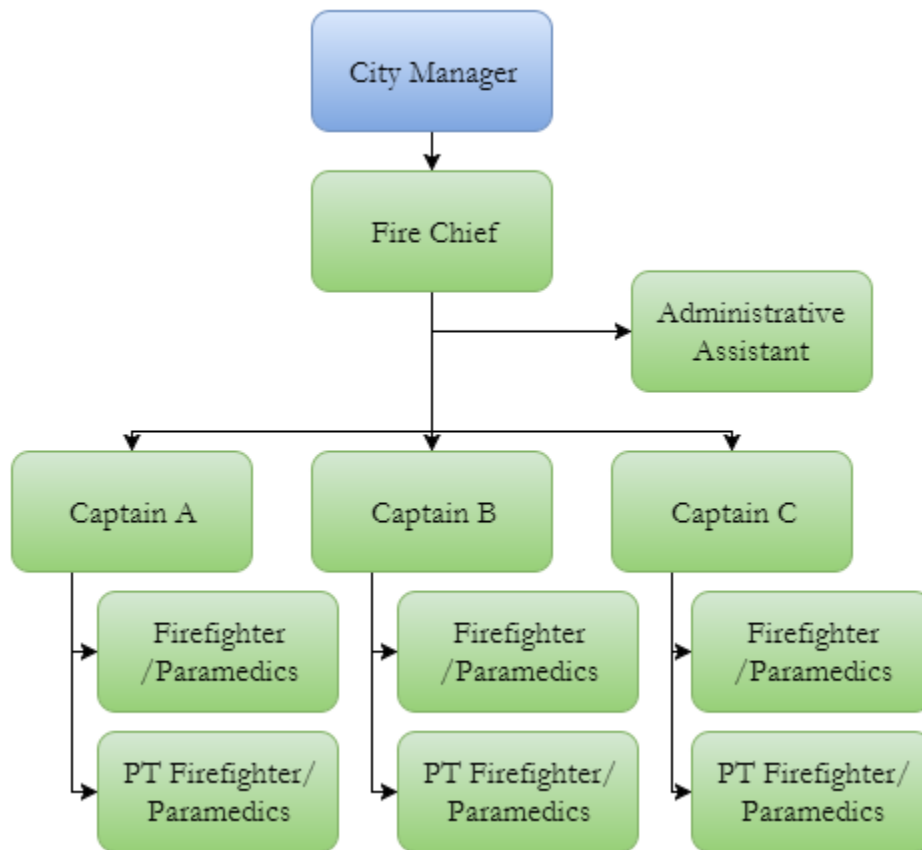 City Manager
Fire Chief
Administrative
Assistant
Captain A
Captain B
Captain C
Firefighter
/Paramedics
Firefighter
/Paramedics
Firefighter
/Paramedics
PT Firefighter/
Paramedics
PT Firefighter/
Paramedics
PT Firefighter/
Paramedics